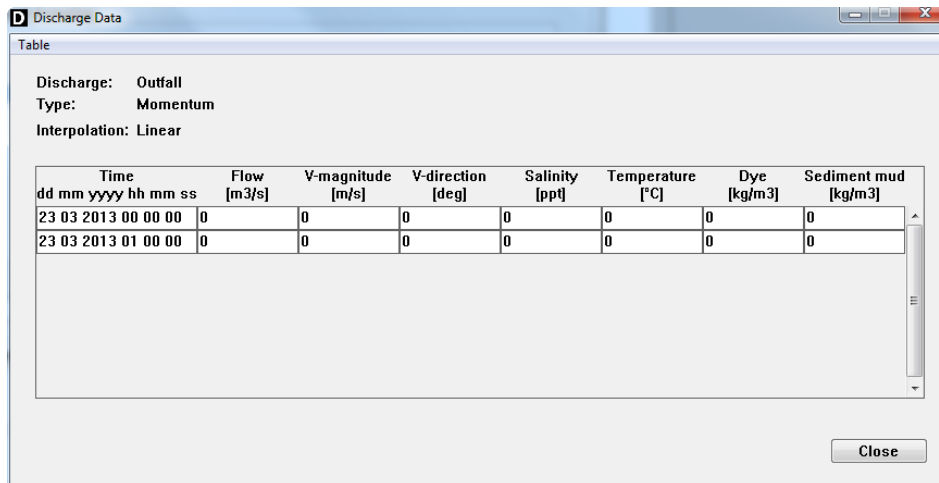 D Discharge Data
Table
Discharge: Outfall
Type: Momentum
Interpolation: Linear
Time Flow V-magnitude V-direction Salinity Temperature Dye Sediment mud
dd mm yyyy hh mm ss [m3/s] [m/s] [deg] [ppt] [°C] [kg/m3] [kg/m3]
23 03 2013 00 00 00 0 0 0 0 0 0 0
23 03 2013 01 00 00 0 0 0 0 0 0 0
Close